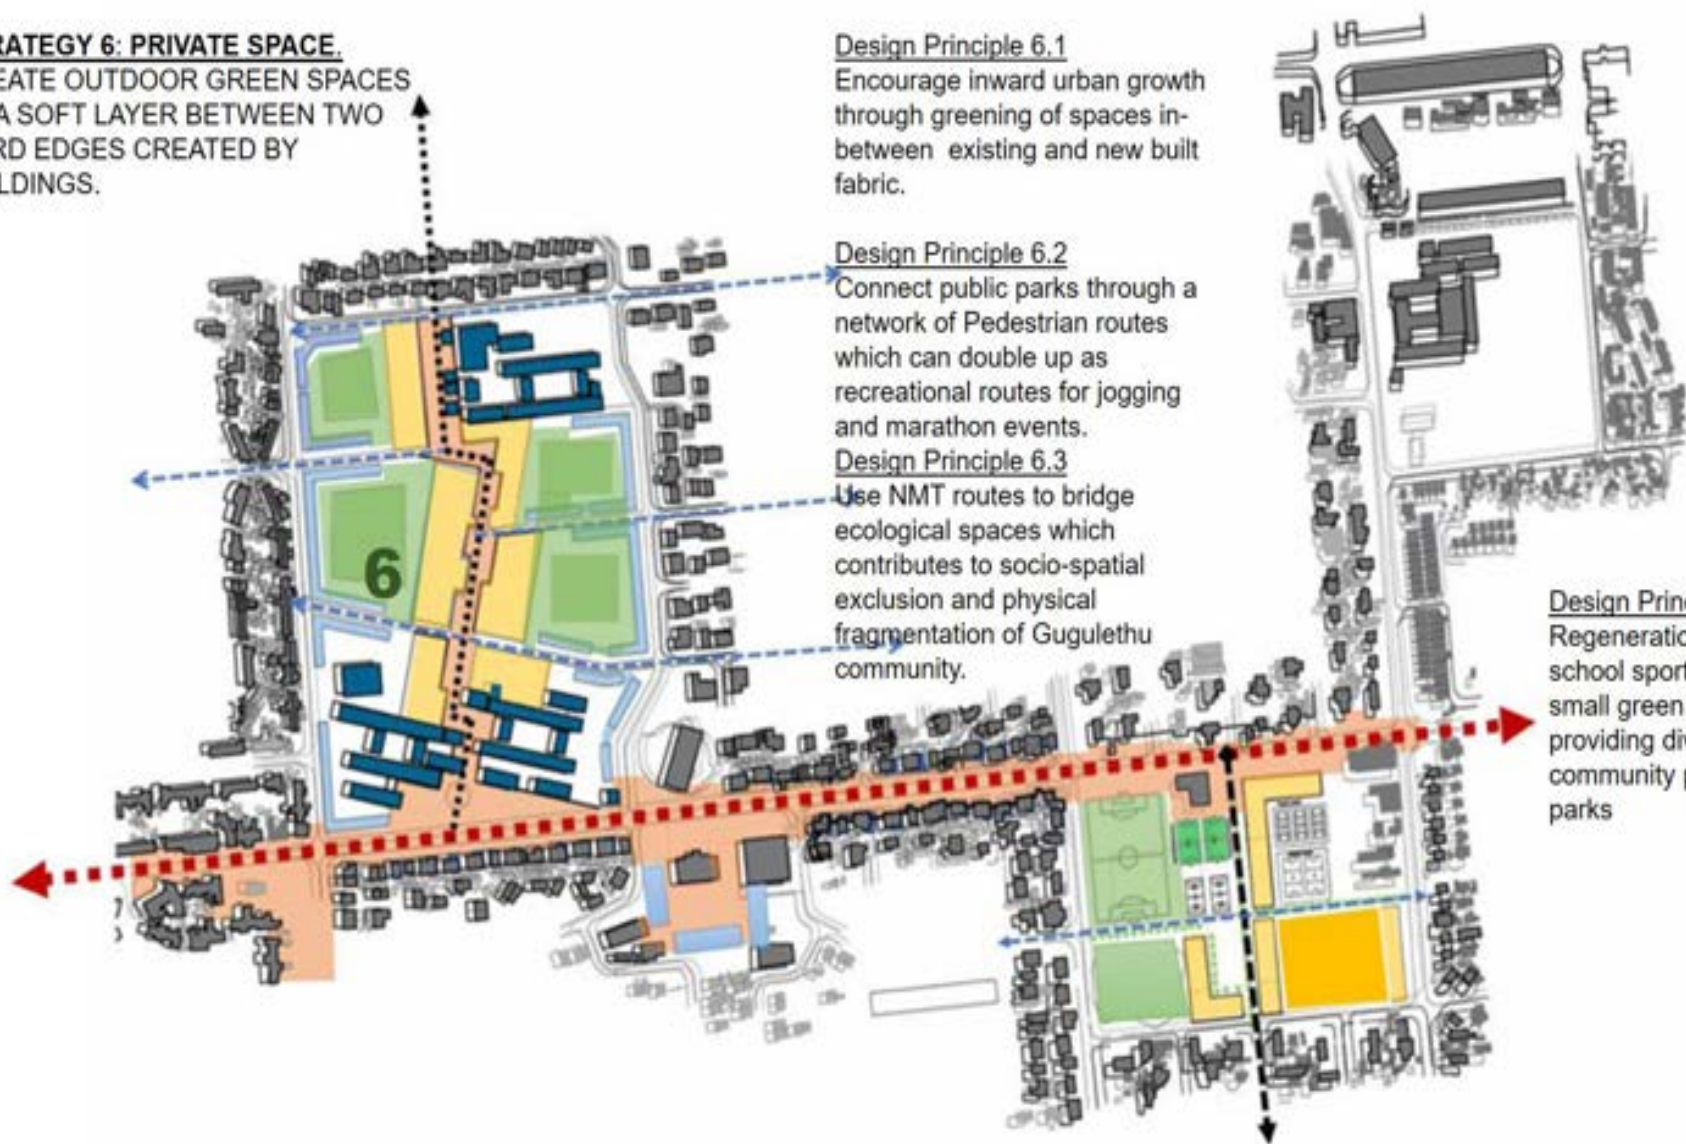 RATEGY 6: PRIVATE SPACE.
EATE OUTDOOR GREEN SPACES
A SOFT LAYER BETWEEN TWO
RD EDGES CREATED BY
LDINGS.
Design Principle 6.1
Encourage inward urban growth
through greening of spaces in-
between existing and new built
fabric.
Design Principle 6.2
Connect public parks through a
network of Pedestrian routes
which can double up as
recreational routes for jogging
and marathon events.
Design Principle 6.3
Use NMT routes to bridge
ecological spaces which
contributes to socio-spatial
exclusion and physical
fragmentation of Gugulethu
community.
6
Design Princ
Regeneratio
school sport
small green
providing div
community p
parks